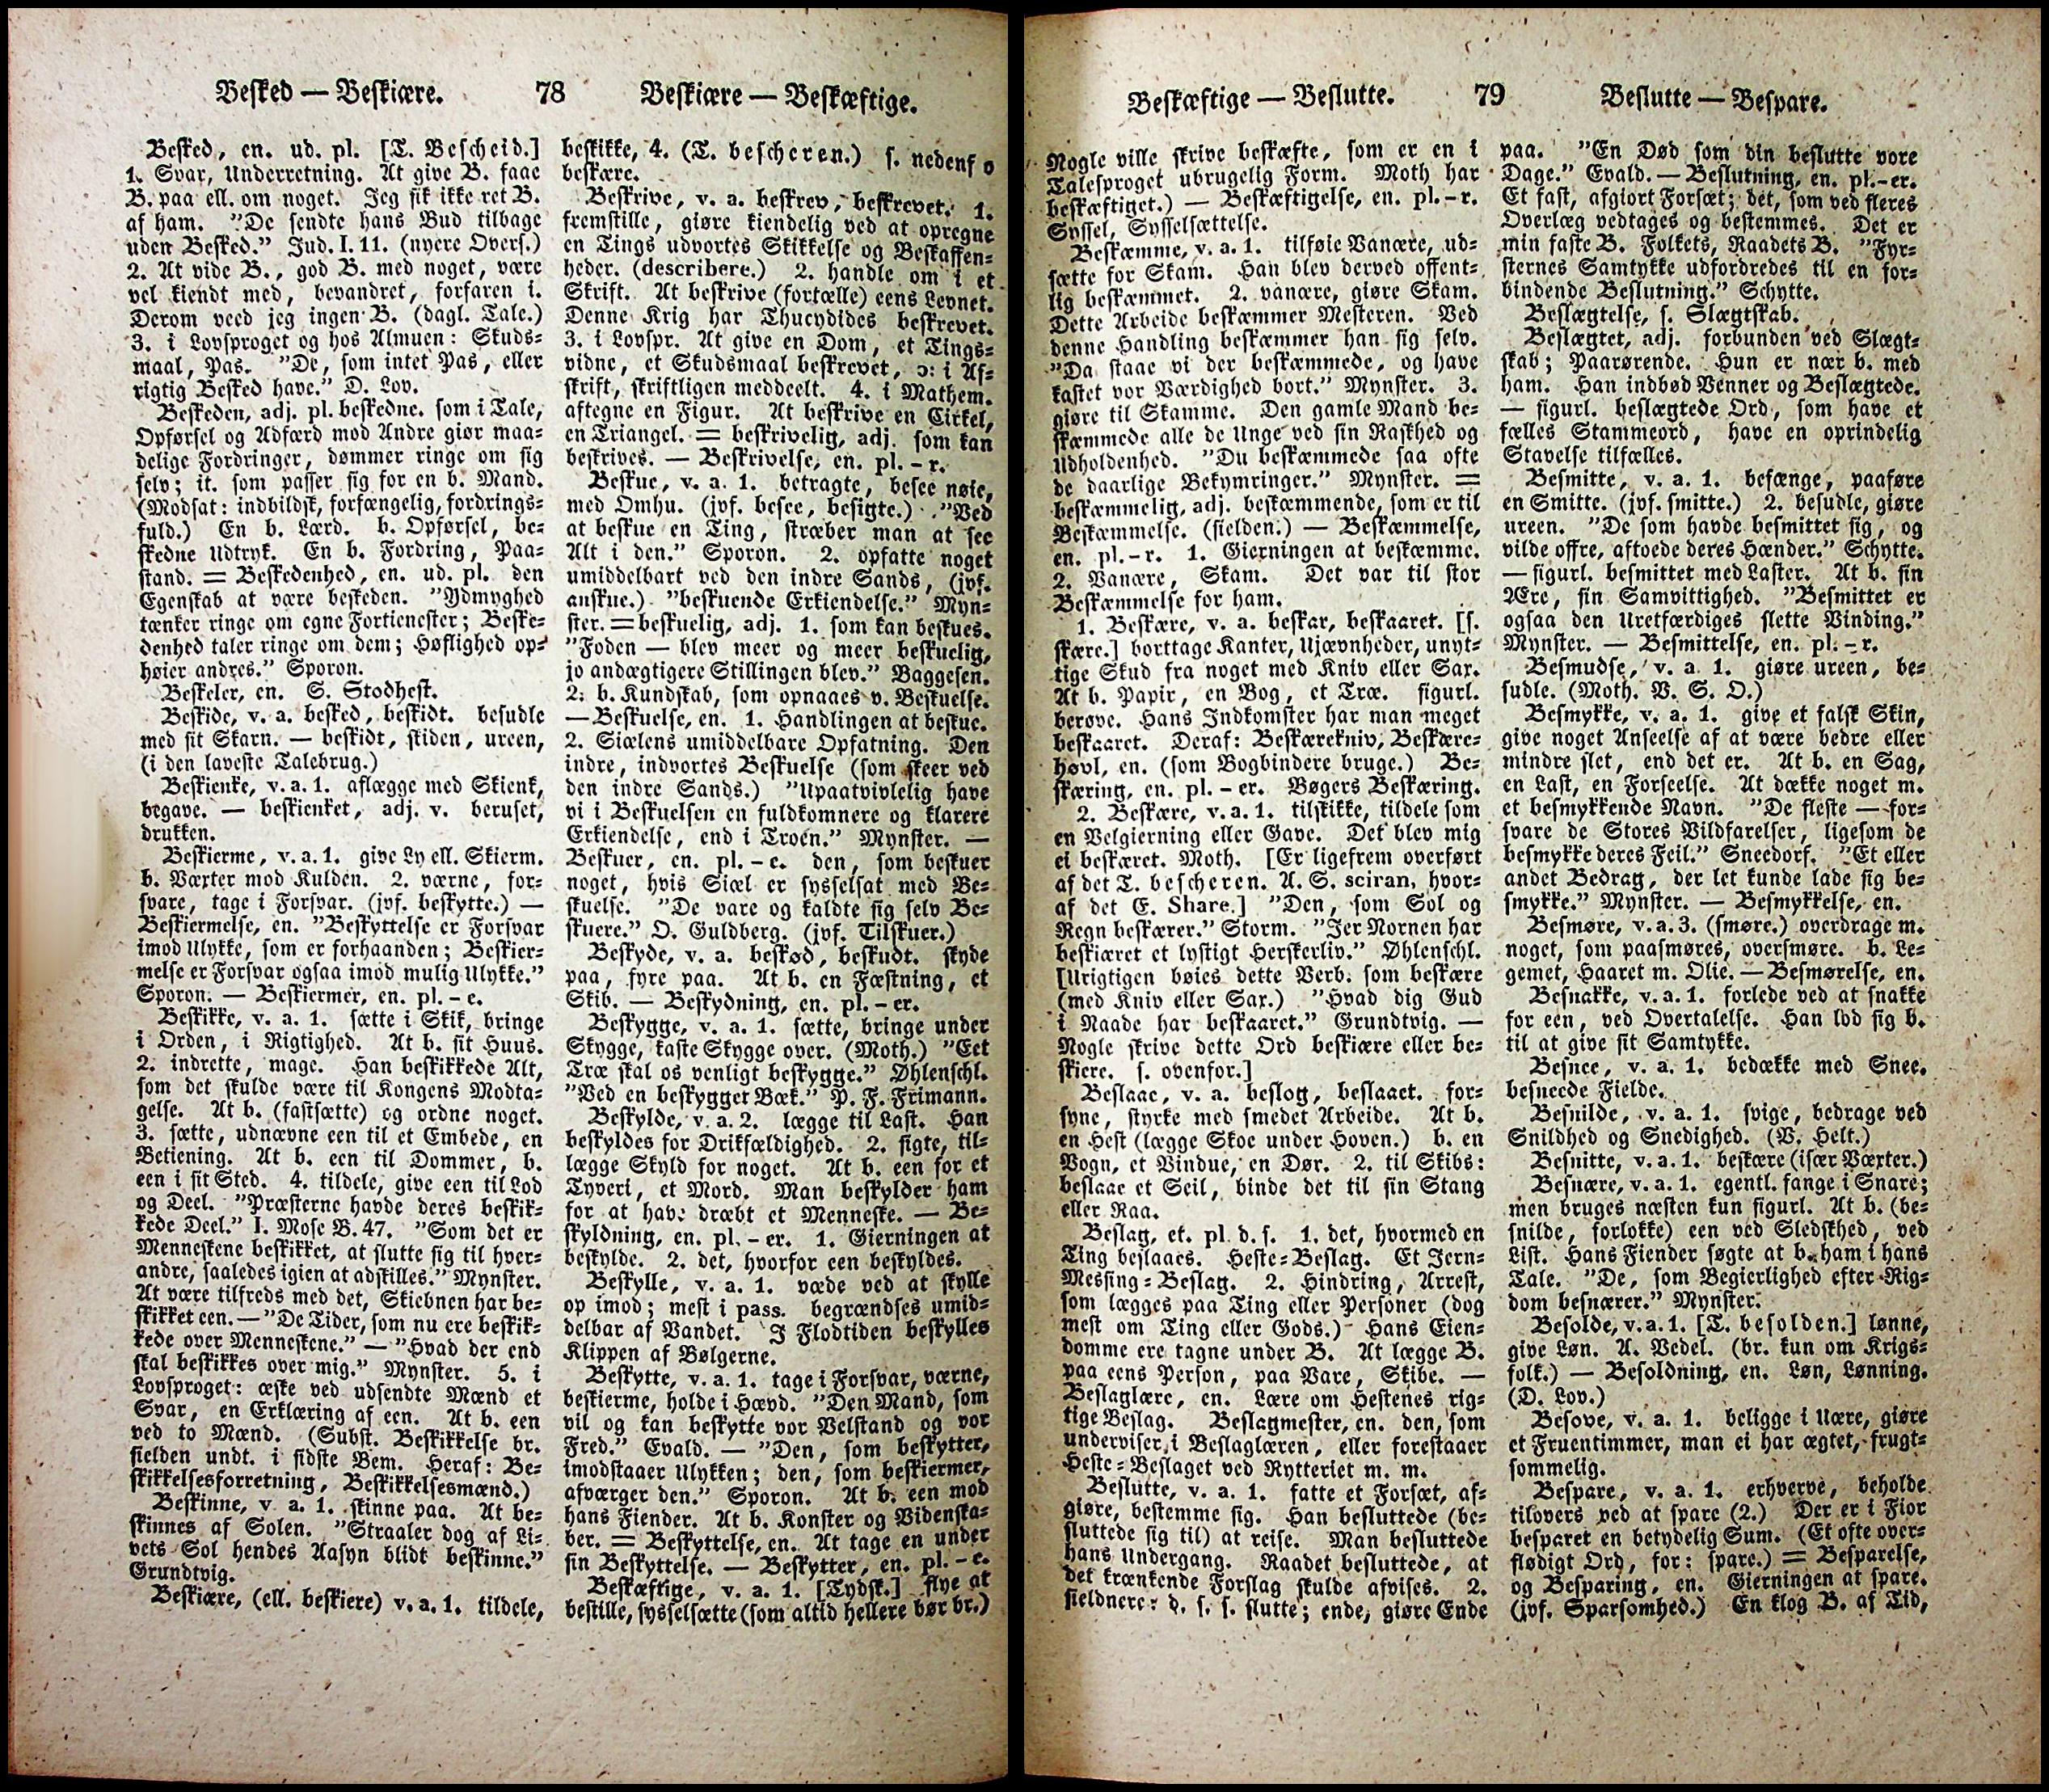 Besked — Beskiære. 78 Beskiære — Beskæftige.
Besked, en. ud. pl. [T. Bescheid.]
1. Svar, Underretning. At give B. faae
B. paa ell. om noget. Jeg fik ikke ret B.
af ham. "De sendte hans Bud tilbage
uden Besked." Jud. I. 11. (nyere Overs.)
2. At vide B., god B. med noget, være
vel kiendt med, bevandret, forfaren i.
Derom veed jeg ingen B. (dagl. Tale.)
3. i Lovsproget og hos Almuen: Skuds=
maal, Pas. "De, som intet Pas, eller
rigtig Besked have." D. Lov.
Beskeden, adj. pl. beskedne. som i Tale,
Opførsel og Adfærd mod Andre giør maa=
delige Fordringer, dømmer ringe om sig
selv; it. som passer sig for en b. Mand.
(Modsat: indbildsk, forfængelig, fordrings=
fuld.) En b. Lærd. b. Opførsel, be=
skedne Udtryk. En b. Fordring, Paa=
stand. = Beskedenhed, en. ud. pl. den
Egenskab at være beskeden. "Ydmyghed
tænker ringe om egne Fortienester; Beske=
denhed taler ringe om dem; Høflighed op=
høier andres." Sporon.
Beskeler, en. S. Stodhest.
Beskide, v. a. besked, beskidt. besudle
med sit Skarn. — beskidt, skiden, ureen,
(i den laveste Talebrug.)
Beskienke, v. a. 1. aflægge med Skienk,
begave. — beskienket, adj. v. beruset,
drukken.
Beskierme, v. a. 1. give Ly ell. Skierm.
b. Væxter mod Kulden. 2. værne, for=
svare, tage i Forsvar. (jvf. beskytte.) —
Beskiermelse, en. "Beskyttelse er Forsvar
imod Ulykke, som er forhaanden; Beskier=
melse er Forsvar ogsaa imod mulig Ulykke."
Sporon. — Beskiermer, en. pl. - e.
Beskikke, v. a. 1. sætte i Skik, bringe
i Orden, i Rigtighed. At b. sit Huus.
2. indrette, mage. Han beskikkede Alt,
som det skulde være til Kongens Modta=
gelse. At b. (fastsætte) og ordne noget.
3. sætte, udnævne een til et Embede, en
Betiening. At b. een til Dommer, b.
een i sit Sted. 4. tildele, give een til Lod
og Deel. "Præsterne havde deres beskik=
kede Deel." I. Mose B. 47. "Som det er
Menneskene beskikket, at slutte sig til hver=
andre, saaledes igien at adskilles." Mynster.
At være tilfreds med det, Skiebnen har be=
skikket een. — "De Tider, som nu ere beskik=
kede over Menneskene." — "Hvad der end
skal beskikkes over mig." Mynster. 5. i
Lovsproget: æske ved udsendte Mænd et
Svar, en Erklæring af een. At b. een
ved to Mænd. (Subst. Beskikkelse br.
sielden undt. i sidste Bem. Heraf: Be=
skikkelsesforretning, Beskikkelsesmænd.)
Beskinne, v. a. 1. skinne paa. At be=
skinnes af Solen. "Straaler dog af Li=
vets Sol hendes Aasyn blidt beskinne."
Grundtvig.
Beskiære, (ell. beskiere) v. a. 1. tildele,
beskikke, 4. (T. bescheren.) s. nedenf o
beskære.
Beskrive, v. a. beskrev, beskrevet. 1.
fremstille, giøre kiendelig ved at opregne
en Tings udvortes Skikkelse og Beskaffen=
heder. (describere.) 2. handle om i et
Skrift. At beskrive (fortælle) eens Levnet.
Denne Krig har Thucydides beskrevet.
3. i Lovspr. At give en Dom, et Tings=
vidne, et Skudsmaal beskrevet, ɔ: i Af=
skrift, skriftligen meddeelt. 4. i Mathem.
aftegne en Figur. At beskrive en Cirkel,
en Triangel. = beskrivelig, adj. som kan
beskrives. — Beskrivelse, en. pl. - r.
Beskue, v. a. 1. betragte, besee nøie,
med Omhu. (jvf. besee, besigte.) "Ved
at beskue en Ting, stræber man at see
Alt i den." Sporon. 2. opfatte noget
umiddelbart ved den indre Sands, (jvf.
anskue.) "beskuende Erkiendelse." Myn=
ster. = beskuelig, adj. 1. som kan beskues.
"Foden — blev meer og meer beskuelig,
jo andægtigere Stillingen blev." Baggesen.
2. b. Kundskab, som opnaaes v. Beskuelse.
— Beskuelse, en. 1. Handlingen at beskue.
2. Siælens umiddelbare Opfatning. Den
indre, indvortes Beskuelse (som skeer ved
den indre Sands.) "Upaatvivlelig have
vi i Beskuelsen en fuldkomnere og klarere
Erkiendelse, end i Troen." Mynster. —
Beskuer, en. pl. - e. den, som beskuer
noget, hvis Siæl er sysselsat med Be=
skuelse. "De vare og kaldte sig selv Be=
skuere." O. Guldberg. (jvf. Tilskuer.)
Beskyde, v. a. beskød, beskudt. skyde
paa, fyre paa. At b. en Fæstning, et
Skib. — Beskydning, en. pl. - er.
Beskygge, v. a. 1. sætte, bringe under
Skygge, kaste Skygge over. (Moth.) "Eet
Træ skal os venligt beskygge." Øhlenschl.
"Ved en beskygget Bæk." P. F. Frimann.
Beskylde, v. a. 2. lægge til Last. Han
beskyldes for Drikfældighed. 2. sigte, til=
lægge Skyld for noget. At b. een for et
Tyveri, et Mord. Man beskylder ham
for at have dræbt et Menneske. — Be=
skyldning, en. pl. - er. 1. Gierningen at
beskylde. 2. det, hvorfor een beskyldes.
Beskylle, v. a. 1. væde ved at skylle
op imod; mest i pass. begrændses umid=
delbar af Vandet. I Flodtiden beskylles
Klippen af Bølgerne.
Beskytte, v. a. 1. tage i Forsvar, værne,
beskierme, holde i Hævd. "Den Mand, som
vil og kan beskytte vor Velstand og vor
Fred." Evald. — "Den, som beskytter,
imodstaaer Ulykken; den, som beskiermer,
afværger den." Sporon. At b. een mod
hans Fiender. At b. Konster og Videnska=
ber. = Beskyttelse, en. At tage en under
sin Beskyttelse. — Beskytter, en. pl. - e.
Beskæftige, v. a. 1. [Tydsk.] flye at
bestille, sysselsætte (som altid hellere bør br.)
Beskæftige — Beslutte. 79 Beslutte — Bespare.
Nogle ville skrive beskæfte, som er en i
Talesproget ubrugelig Form. Moth har
beskæftiget.) — Beskæftigelse, en. pl. - r.
Syssel, Sysselsættelse.
Beskæmme, v. a. 1. tilføie Vanære, ud=
sætte for Skam. Han blev derved offent=
lig beskæmmet. 2. vanære, giøre Skam.
Dette Arbeide beskæmmer Mesteren. Ved
denne Handling beskæmmer han sig selv.
"Da staae vi der beskæmmede, og have
kastet vor Værdighed bort." Mynster. 3.
giøre til Skamme. Den gamle Mand be=
skæmmede alle de Unge ved sin Raskhed og
Udholdenhed. "Du beskæmmede saa ofte
de daarlige Bekymringer." Mynster. =
beskæmmelig, adj. beskæmmende, som er til
Beskæmmelse. (sielden.) — Beskæmmelse,
en. pl. - r. 1. Gierningen at beskæmme.
2. Vanære, Skam. Det var til stor
Beskæmmelse for ham.
1. Beskære, v. a. beskar, beskaaret. [s.
skære.] borttage Kanter, Ujævnheder, unyt=
tige Skud fra noget med Kniv eller Sax.
At b. Papir, en Bog, et Træ. figurl.
berøve. Hans Indkomster har man meget
beskaaret. Deraf: Beskærekniv, Beskære=
høvl, en. (som Bogbindere bruge.) Be=
skæring, en. pl. - er. Bøgers Beskæring.
2. Beskære, v. a. 1. tilskikke, tildele som
en Velgierning eller Gave. Det blev mig
ei beskæret. Moth. [Er ligefrem overført
af det T. bescheren. A. S. sciran, hvor=
af det E. Share.] "Den, som Sol og
Regn beskærer." Storm. "Jer Nornen har
beskiæret et lystigt Herskerliv." Øhlenschl.
[Urigtigen bøies dette Verb. som beskære
(med Kniv eller Sax.) "Hvad dig Gud
i Naade har beskaaret." Grundtvig. —
Nogle skrive dette Ord beskiære eller be=
skiere. s. ovenfor.]
Beslaae, v. a. beslog, beslaaet. for=
syne, styrke med smedet Arbeide. At b.
en Hest (lægge Skoe under Hoven.) b. en
Vogn, et Vindue, en Dør. 2. til Skibs:
beslaae et Seil, binde det til sin Stang
eller Raa.
Beslag, et. pl. d. s. 1. det, hvormed en
Ting beslaaes. Heste=Beslag. Et Jern=
Messing=Beslag. 2. Hindring, Arrest,
som lægges paa Ting eller Personer (dog
mest om Ting eller Gods.) Hans Eien=
domme ere tagne under B. At lægge B.
paa eens Person, paa Vare, Skibe. —
Beslaglære, en. Lære om Hestenes rig=
tige Beslag. Beslagmester, en. den, som
underviser i Beslaglæren, eller forestaaer
Heste=Beslaget ved Rytteriet m. m.
Beslutte, v. a. 1. fatte et Forsæt, af=
giøre, bestemme sig. Han besluttede (be=
sluttede sig til) at reise. Man besluttede
hans Undergang. Raadet besluttede, at
det krænkende Forslag skulde afvises. 2.
sieldnere: d. s. s. slutte; ende, giøre Ende
paa. "En Død som din beslutte vore
Dage." Evald. — Beslutning, en. pl. - er.
Et fast, afgiort Forsæt; det, som ved fleres
Overlæg vedtages og bestemmes. Det er
min faste B. Folkets, Raadets B. "Fyr=
sternes Samtykke udfordredes til en for=
bindende Beslutning." Schytte.
Beslægtelse, s. Slægtskab.
Beslægtet, adj. forbunden ved Slægt=
skab; Paarørende. Hun er nær b. med
ham. Han indbød Venner og Beslægtede.
— figurl. beslægtede Ord, som have et
fælles Stammeord, have en oprindelig
Stavelse tilfælles.
Besmitte, v. a. 1. befænge, paaføre
en Smitte. (jvf. smitte.) 2. besudle, giøre
ureen. "De som havde besmittet sig, og
vilde offre, aftoede deres Hænder." Schytte.
— figurl. besmittet med Laster. At b. sin
Ære, sin Samvittighed. "Besmittet er
ogsaa den Uretfærdiges slette Vinding."
Mynster. — Besmittelse, en. pl. - r.
Besmudse, v. a. 1. giøre ureen, be=
sudle. (Moth. V. S. O.)
Besmykke, v. a. 1. give et falsk Skin,
give noget Anseelse af at være bedre eller
mindre slet, end det er. At b. en Sag,
en Last, en Forseelse. At dække noget m.
et besmykkende Navn. "De fleste — for=
svare de Stores Vildfarelser, ligesom de
besmykke deres Feil." Sneedorf. "Et eller
andet Bedrag, der let kunde lade sig be=
smykke." Mynster. — Besmykkelse, en.
Besmøre, v. a. 3. (smøre.) overdrage m.
noget, som paasmøres, oversmøre. b. Le=
gemet, Haaret m. Olie. — Besmørelse, en.
Besnakke, v. a. 1. forlede ved at snakke
for een, ved Overtalelse. Han lod sig b.
til at give sit Samtykke.
Besnee, v. a. 1. bedække med Snee.
besneede Fielde.
Besnilde, v. a. 1. svige, bedrage ved
Snildhed og Snedighed. (V. Helt.)
Besnitte, v. a. 1. beskære (især Væxter.)
Besnære, v. a. 1. egentl. fange i Snare;
men bruges næsten kun figurl. At b. (be=
snilde, forlokke) een ved Sledskhed, ved
List. Hans Fiender søgte at b. ham i hans
Tale. "De, som Begierlighed efter Rig=
dom besnærer." Mynster.
Besolde, v. a. 1. [T. besolden.] lønne,
give Løn. A. Vedel. (br. kun om Krigs=
folk.) — Besoldning, en. Løn, Lønning.
(D. Lov.)
Besove, v. a. 1. beligge i Uære, giøre
et Fruentimmer, man ei har ægtet, frugt=
sommelig.
Bespare, v. a. 1. erhverve, beholde
tilovers ved at spare (2.) Der er i Fior
besparet en betydelig Sum. (Et ofte over=
flødigt Ord, for: spare.) = Besparelse,
og Besparing, en. Gierningen at spare.
(jvf. Sparsomhed.) En klog B. af Tid,